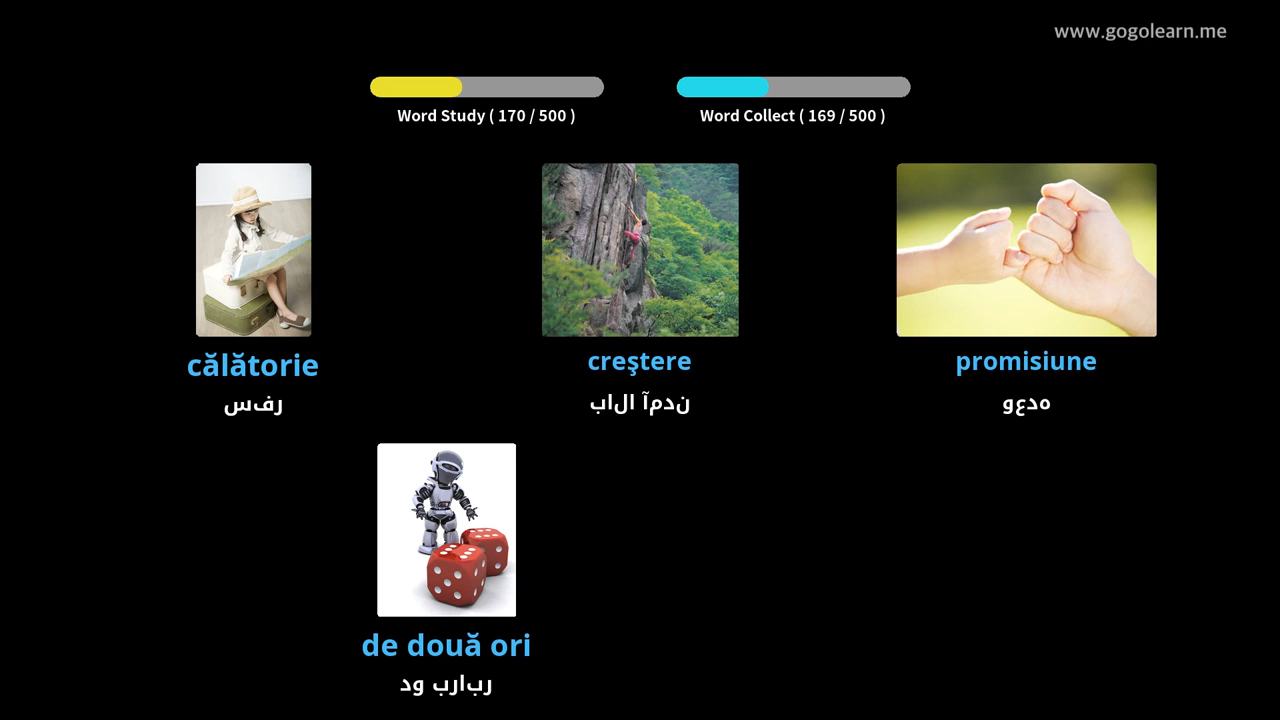 www.gogolearn.me
Word Study ( 170 / 500 )
Word Collect ( 169 / 500 )
călătorie
رفس
creştere
ندمآ الاب
promisiune
هدعو
de două ori
ربارب ود